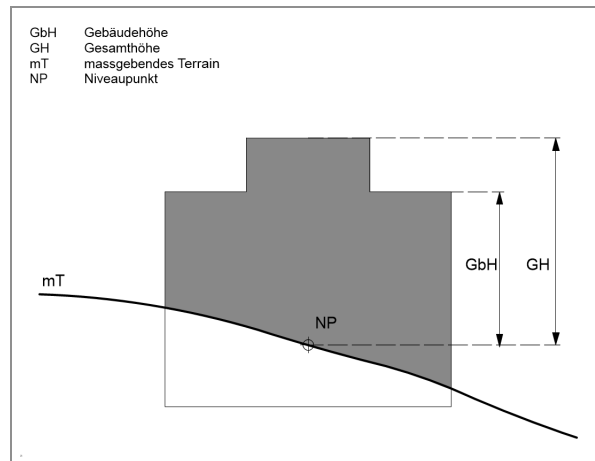 GbH Gebäudehöhe
GH Gesamthöhe
mT massgebendes Terrain
NP Niveaupunkt
GbH GH
mT
NP